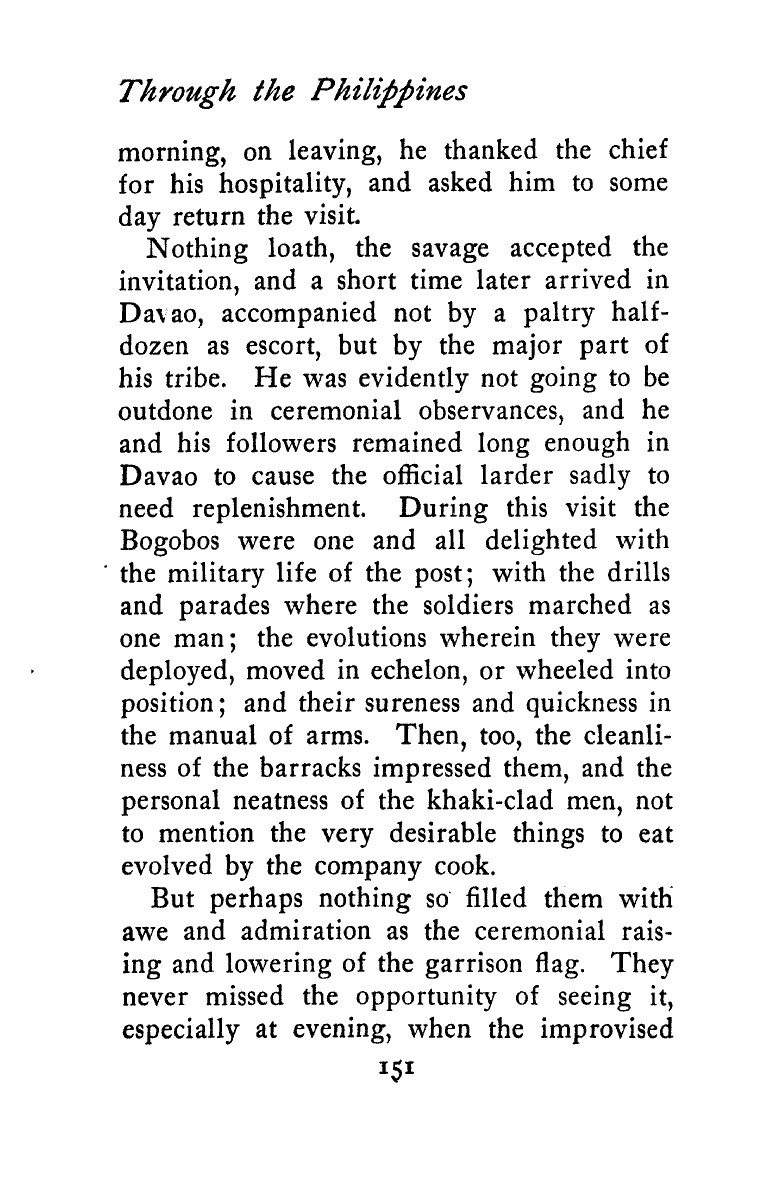 Through the Philippines
morning, on leaving, he thanked the chief
for his hospitality, and asked him to some
day return the visit.
Nothing loath, the savage accepted the
invitation, and a short time later arrived in
Davao, accompanied not by a paltry half-
dozen as escort, but by the major part of
his tribe. He was evidently not going to be
outdone in ceremonial observances, and he
and his followers remained long enough in
Davao to cause the official larder sadly to
need replenishment. During this visit the
Bogobos were one and all delighted with
the military life of the post; with the drills
and parades where the soldiers marched as
one man; the evolutions wherein they were
deployed, moved in echelon, or wheeled into
position; and their sureness and quickness in
the manual of arms. Then, too, the cleanli-
ness of the barracks impressed them, and the
personal neatness of the khaki-clad men, not
to mention the very desirable things to eat
evolved by the company cook.
But perhaps nothing so filled them with
awe and admiration as the ceremonial rais-
ing and lowering of the garrison flag. They
never missed the opportunity of seeing it,
especially at evening, when the improvised
151